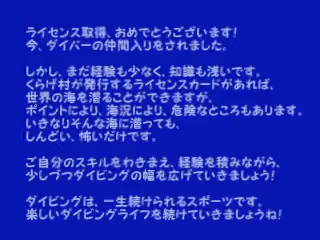 ライセンス取得、おめでとうございます!
今、ダイバーの仲間入りをされました。
しかし、まだ経験も少なく、知識も浅いです。
くらげ村が発行するライセンスカードがあれば、
世界の海を潜ることができますが、
ポイントにより、海況により、危険なところもあります。
いきなりそんな海に潜っても、
しんどい、怖いだけです。
ご自分のスキルをわきまえ、経験を積みながら、
少しづつダイビングの幅を広げていきましょう!
ダイビングは、一生続けられるスポーツです。
楽しいダイビングライフを続けていきましょうね!